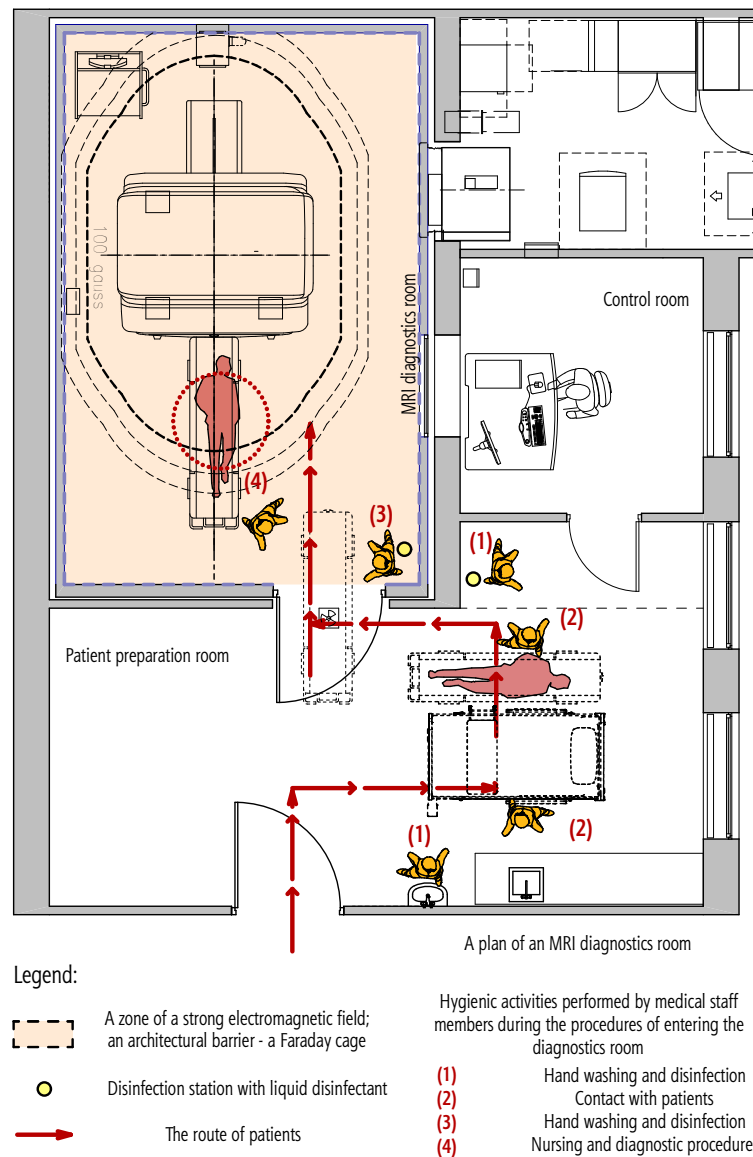 Control room
MRI diagnostics room
100 gauss
(4)
(3)
(1)
(2)
Patient preparation room
(1)
(2)
A plan of an MRI diagnostics room
Legend:
A zone of a strong electromagnetic field;
an architectural barrier - a Faraday cage
Disinfection station with liquid disinfectant
The route of patients
Hygienic activities performed by medical staff
members during the procedures of entering the
diagnostics room
(1) Hand washing and disinfection
(2) Contact with patients
(3) Hand washing and disinfection
(4) Nursing and diagnostic procedure